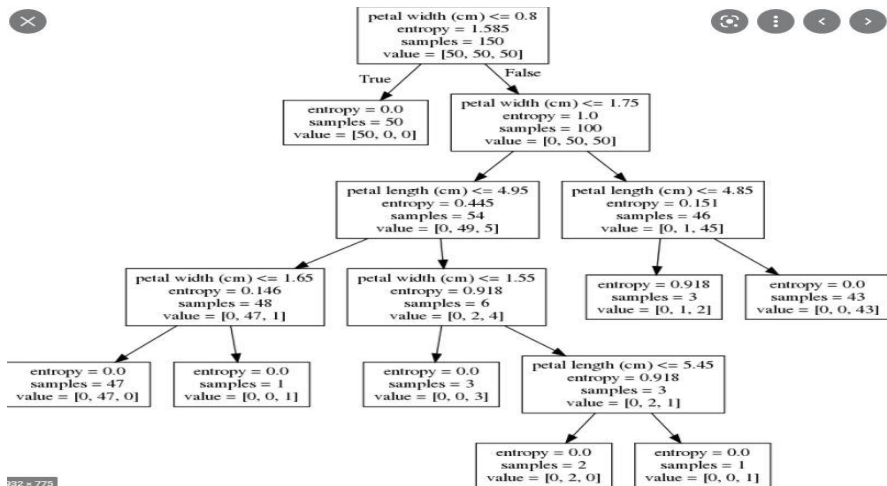 petal width (cm) <= 0.8
entropy = 1.585
samples = 150
value = [50, 50, 50]
True
False
entropy = 0.0
samples = 50
value = [50, 0, 0]
petal width (cm) <= 1.75
entropy = 1.0
samples = 100
value = [0, 50, 50]
petal length (cm) <= 4.95
entropy = 0.445
samples = 54
value = [0, 49, 5]
petal length (cm) <= 4.85
entropy = 0.151
samples = 46
value = [0, 1, 45]
petal width (cm) <= 1.65
entropy = 0.146
samples = 48
value = [0, 47, 1]
petal width (cm) <= 1.55
entropy = 0.918
samples = 6
value = [0, 2, 4]
entropy = 0.918
samples = 3
value = [0, 1, 2]
entropy = 0.0
samples = 43
value = [0, 0, 43]
entropy = 0.0
samples = 47
value = [0, 47, 0]
entropy = 0.0
samples = 1
value = [0, 0, 1]
entropy = 0.0
samples = 3
value = [0, 0, 3]
petal length (cm) <= 5.45
entropy = 0.918
samples = 3
value = [0, 2, 1]
entropy = 0.0
samples = 2
value = [0, 2, 0]
entropy = 0.0
samples = 1
value = [0, 0, 1]